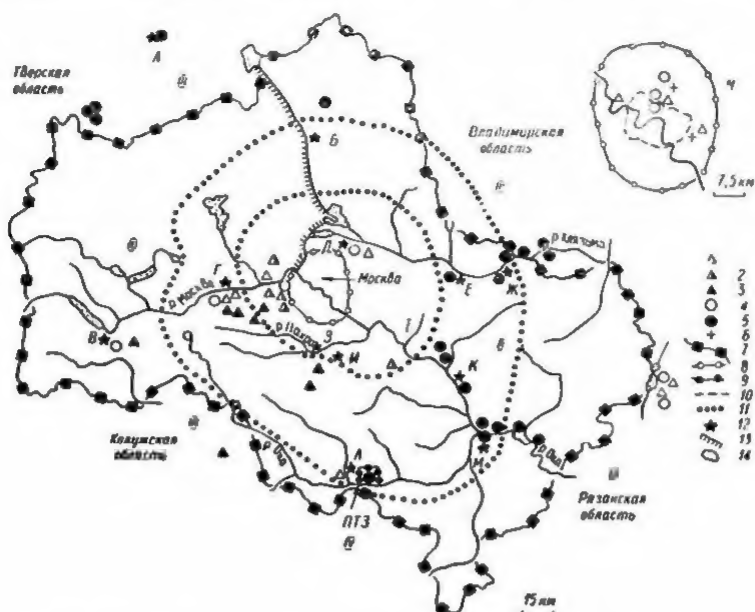 А
Тверская
область
Б
Владимирская
область
7,5 км
р Клязьма
Г
Д
р Москва
Москва
Е
Ж
В
р Пахра
И
К
Калужская
область
р Ока
Л
М
р Ока
ПТЗ
Рязанская
область
15 км
2
3
4
5
6
7
8
9
10
11
12
13
14